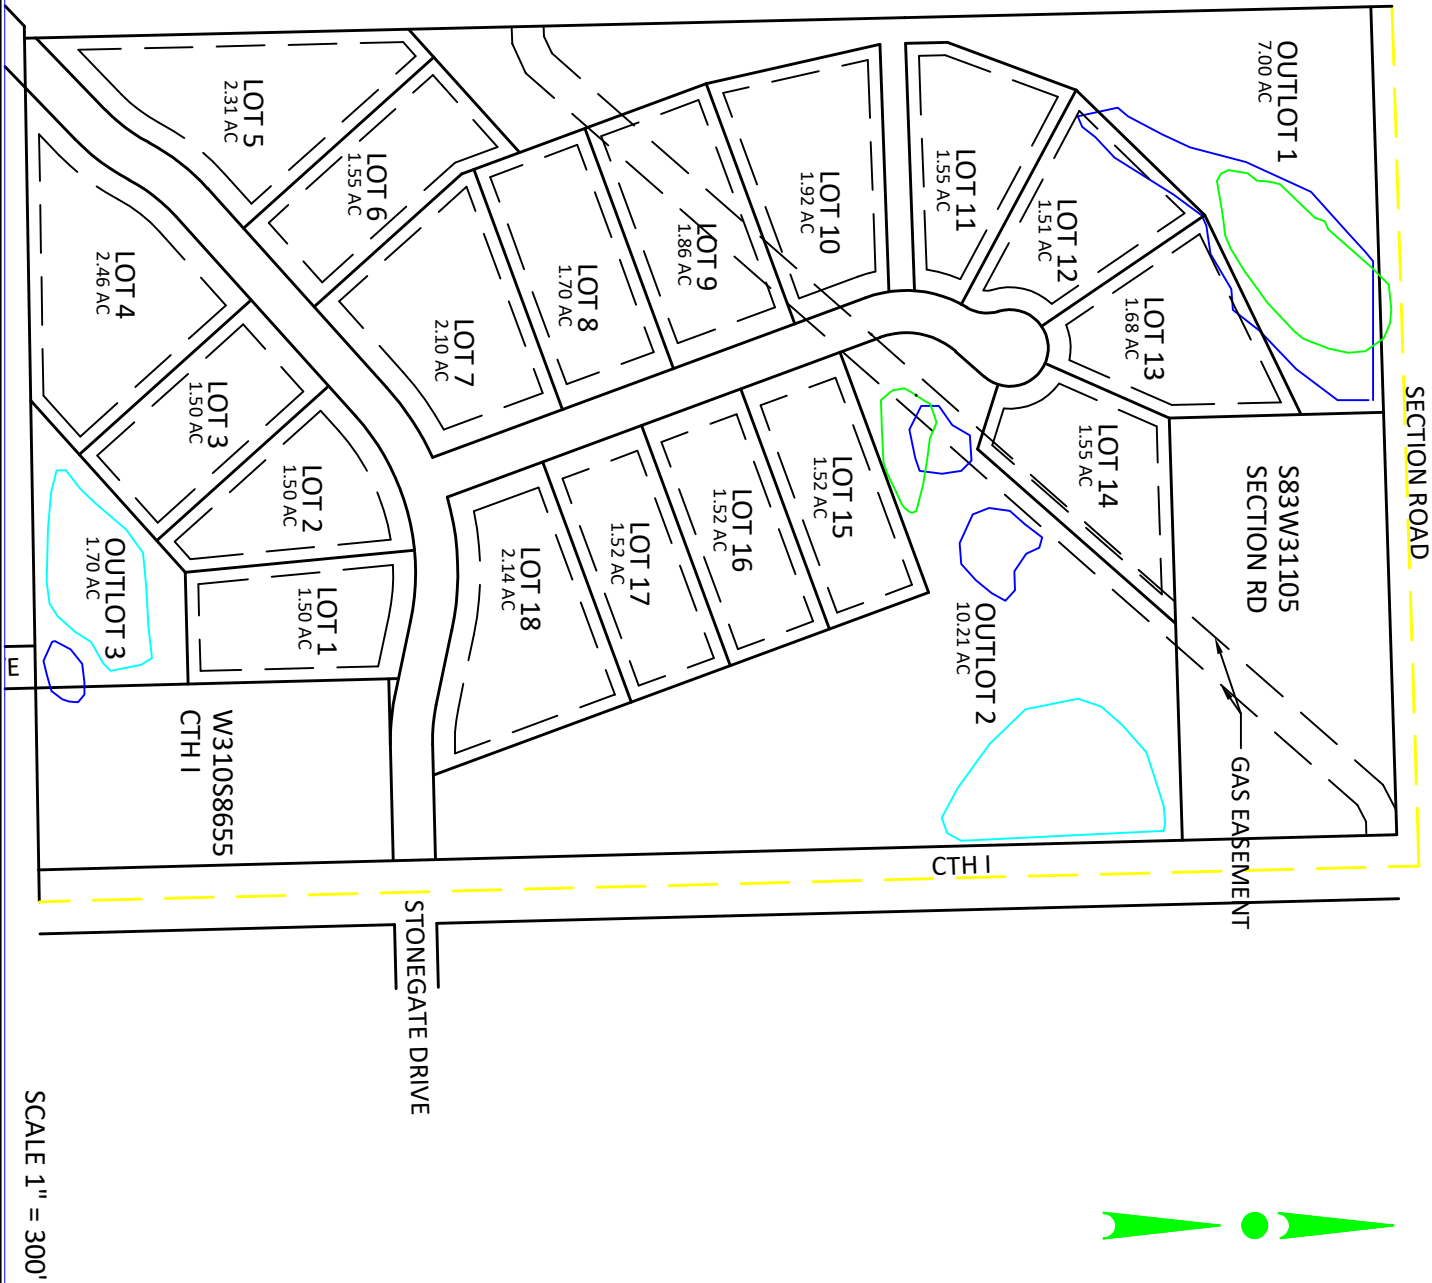 SECTION ROAD
OUTLOT 1
7.00 AC
S83W31105
SECTION RD
GAS EASEMENT
LOT 13
1.68 AC
LOT 14
1.55 AC
LOT 12
1.51 AC
LOT 11
1.55 AC
OUTLOT 2
10.21 AC
CTH I
LOT 10
1.92 AC
LOT 15
1.52 AC
LOT 9
1.86 AC
LOT 16
1.52 AC
LOT 8
1.70 AC
LOT 17
1.52 AC
LOT 7
2.10 AC
LOT 18
2.14 AC
STONEGATE DRIVE
LOT 6
1.55 AC
LOT 2
1.50 AC
LOT 1
1.50 AC
LOT 5
2.31 AC
LOT 3
1.50 AC
W310S8655
CTH I
LOT 4
2.46 AC
OUTLOT 3
1.70 AC
E
SCALE 1" = 300'